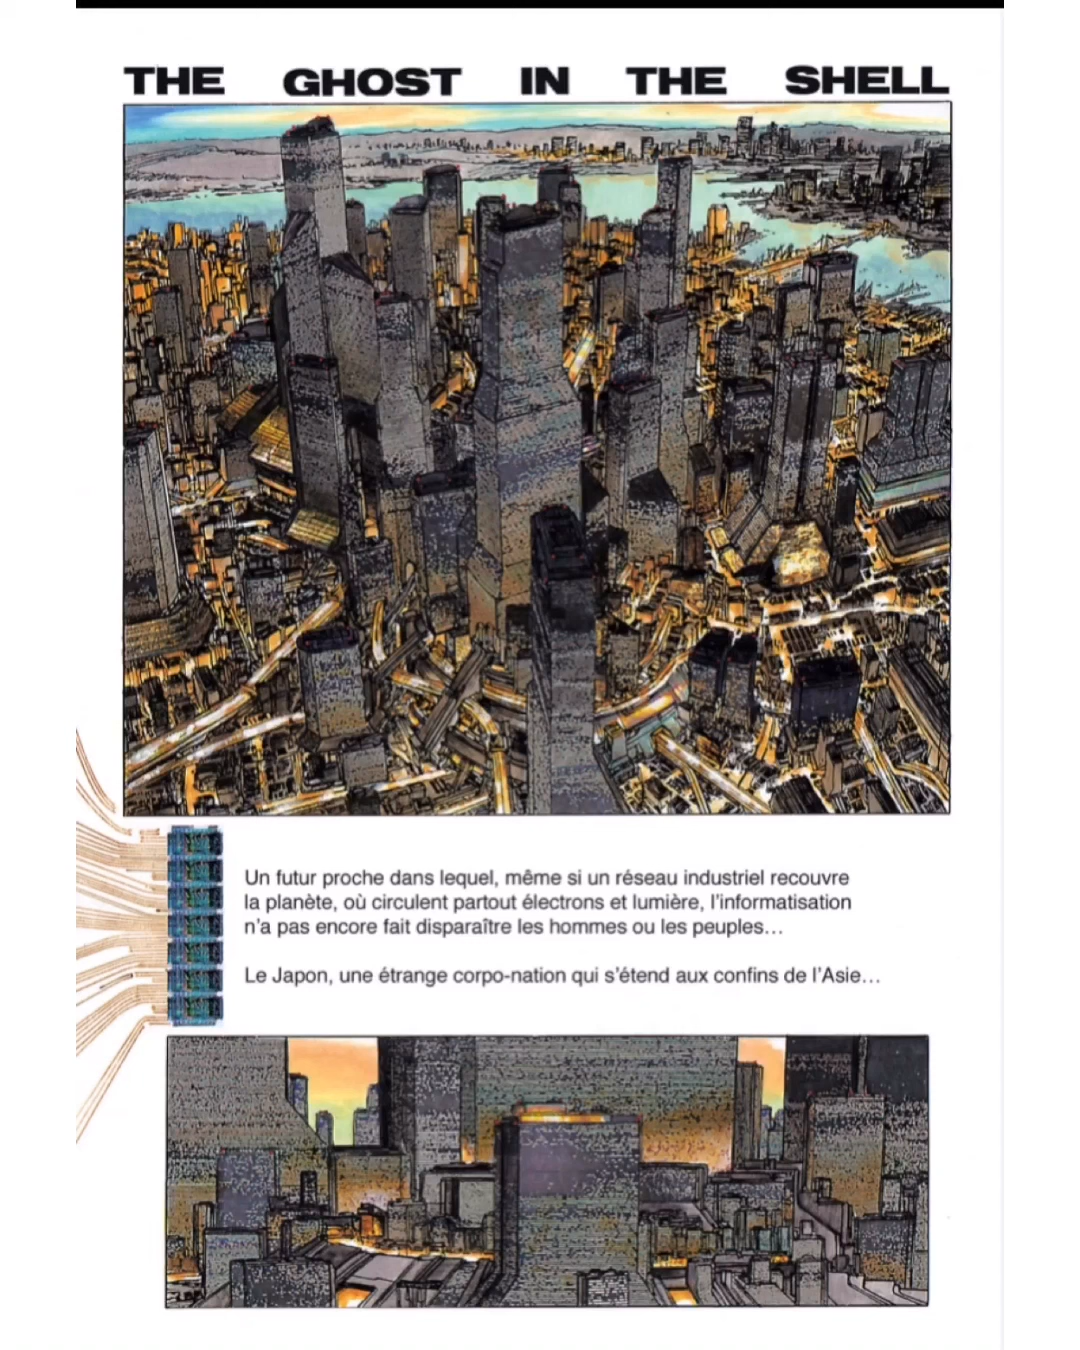 THE GHOST IN THE SHELL
Un futur proche dans lequel, même si un réseau industriel recouvre
la planète, où circulent partout électrons et lumière, l'informatisation
n'a pas encore fait disparaître les hommes ou les peuples…
Le Japon, une étrange corpo-nation qui s'étend aux confins de l'Asie…